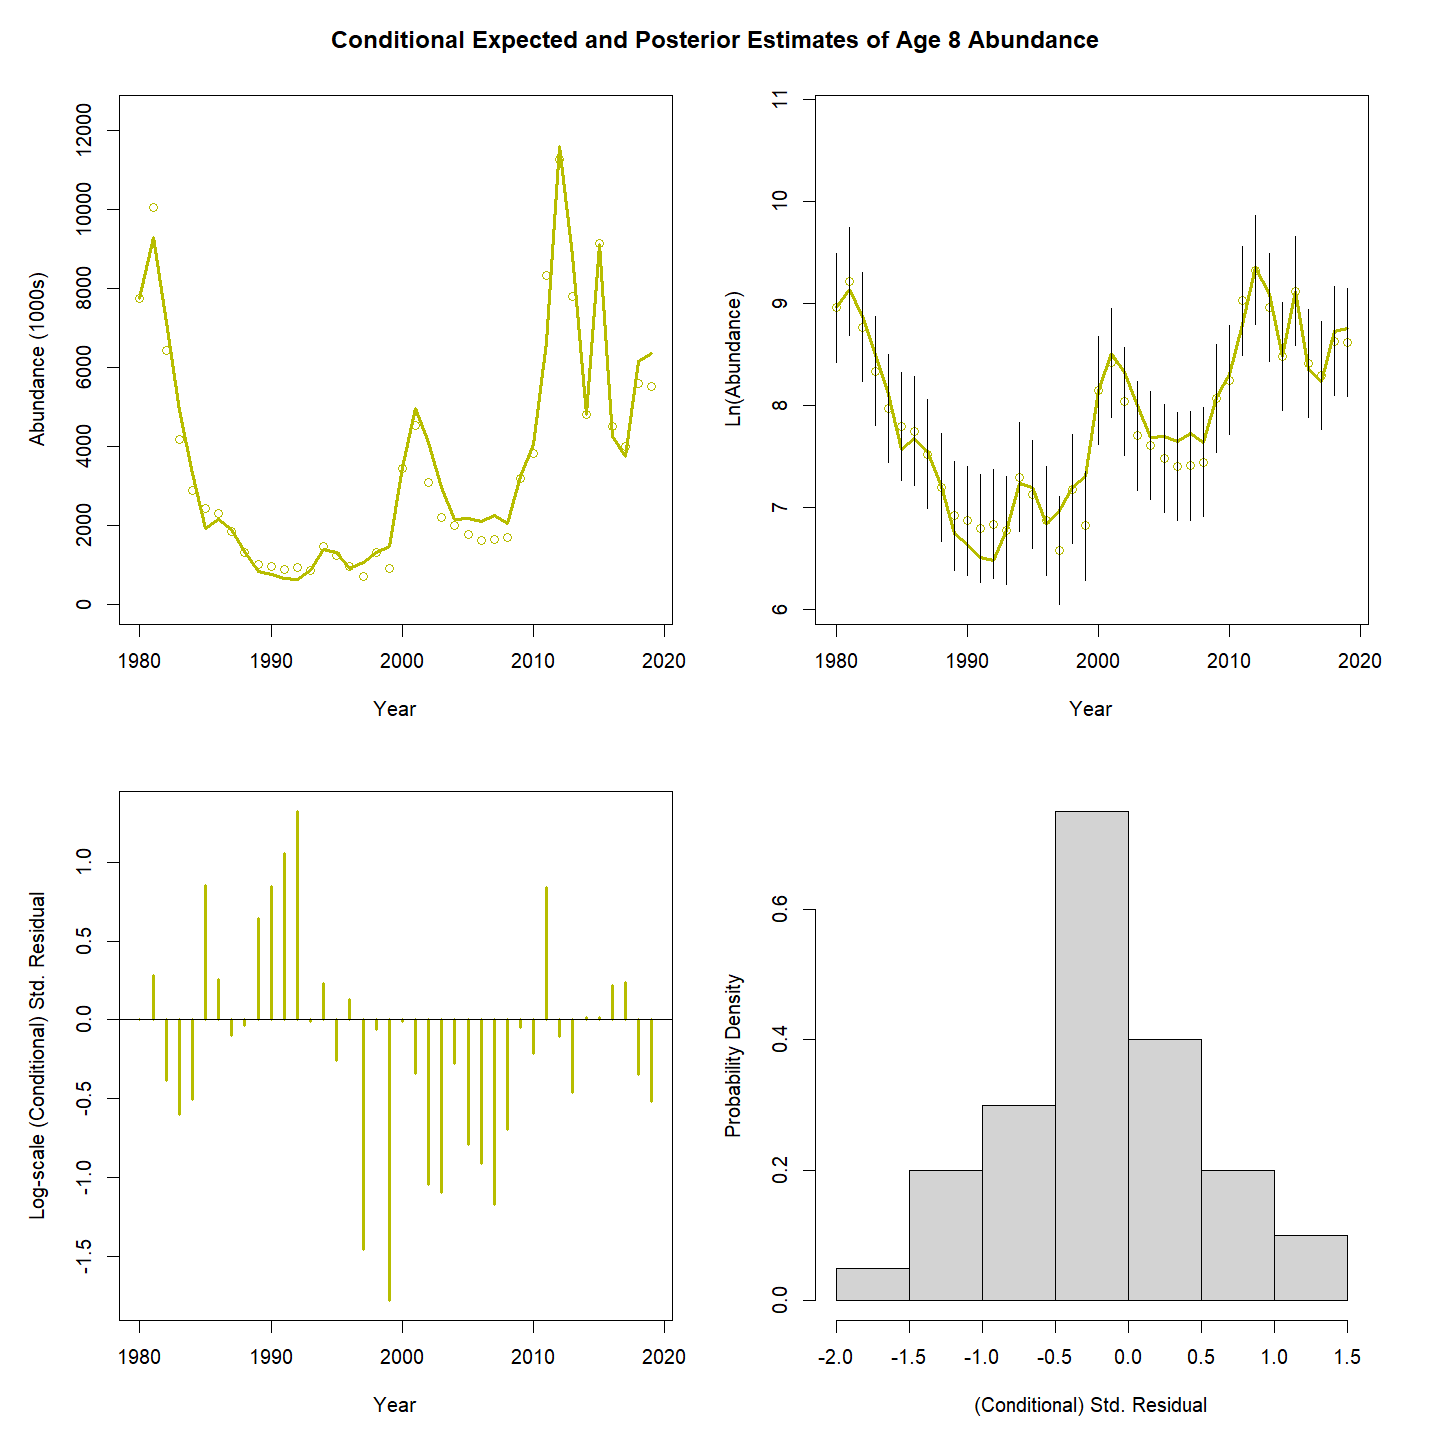 Conditional Expected and Posterior Estimates of Age 8 Abundance
Abundance (1000s)
12000
10000
8000
6000
4000
2000
0
1980 1990 2000 2010 2020
Year
Ln(Abundance)
11
10
9
8
7
6
1980 1990 2000 2010 2020
Year
Log-scale (Conditional) Std. Residual
1.0
0.5
0.0
-0.5
-1.0
-1.5
1980 1990 2000 2010 2020
Year
Probability Density
0.6
0.4
0.2
0.0
-2.0 -1.5 -1.0 -0.5 0.0 0.5 1.0 1.5
(Conditional) Std. Residual